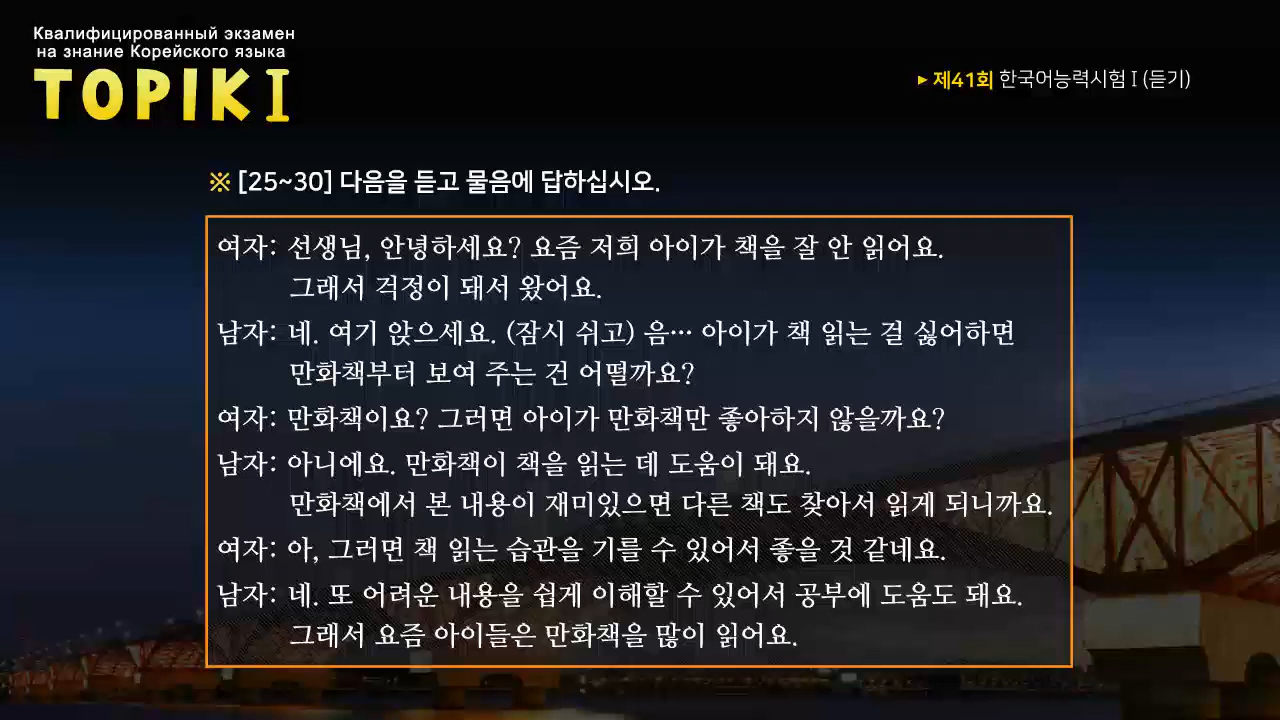 Квалифицированный экзамен
на знание Корейского языка
TOPIK I
▶ 제41회 한국어능력시험 I (듣기)
※ [25~30] 다음을 듣고 물음에 답하십시오.
여자: 선생님, 안녕하세요? 요즘 저희 아이가 책을 잘 안 읽어요.
그래서 걱정이 돼서 왔어요.
남자: 네. 여기 앉으세요. (잠시 쉬고) 음… 아이가 책 읽는 걸 싫어하면
만화책부터 보여 주는 건 어떨까요?
여자: 만화책이요? 그러면 아이가 만화책만 좋아하지 않을까요?
남자: 아니에요. 만화책이 책을 읽는 데 도움이 돼요.
만화책에서 본 내용이 재미있으면 다른 책도 찾아서 읽게 되니까요.
여자: 아, 그러면 책 읽는 습관을 기를 수 있어서 좋을 것 같네요.
남자: 네. 또 어려운 내용을 쉽게 이해할 수 있어서 공부에 도움도 돼요.
그래서 요즘 아이들은 만화책을 많이 읽어요.